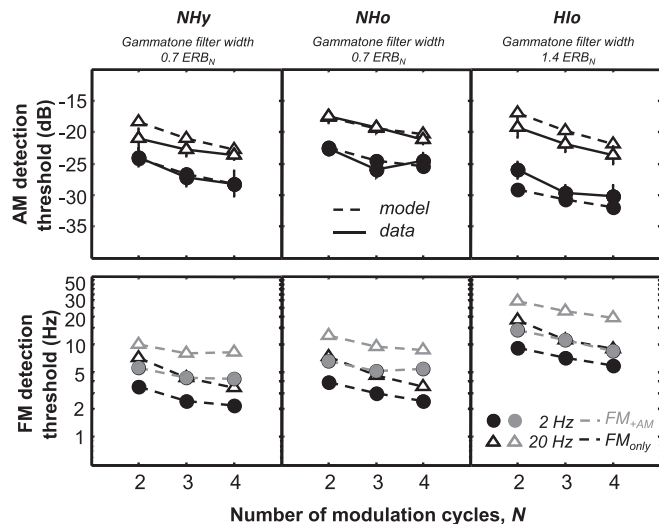 NHy
Gammatone filter width
0.7 ERB_N
NHo
Gammatone filter width
0.7 ERB_N
HIo
Gammatone filter width
1.4 ERB_N
AM detection
threshold (dB)
-15
-20
-25
-30
-35
model
data
FM detection
threshold (Hz)
50
30
20
10
5
2
1
2 Hz
FM+AM
20 Hz
FMonly
2 3 4 2 3 4 2 3 4
Number of modulation cycles, N